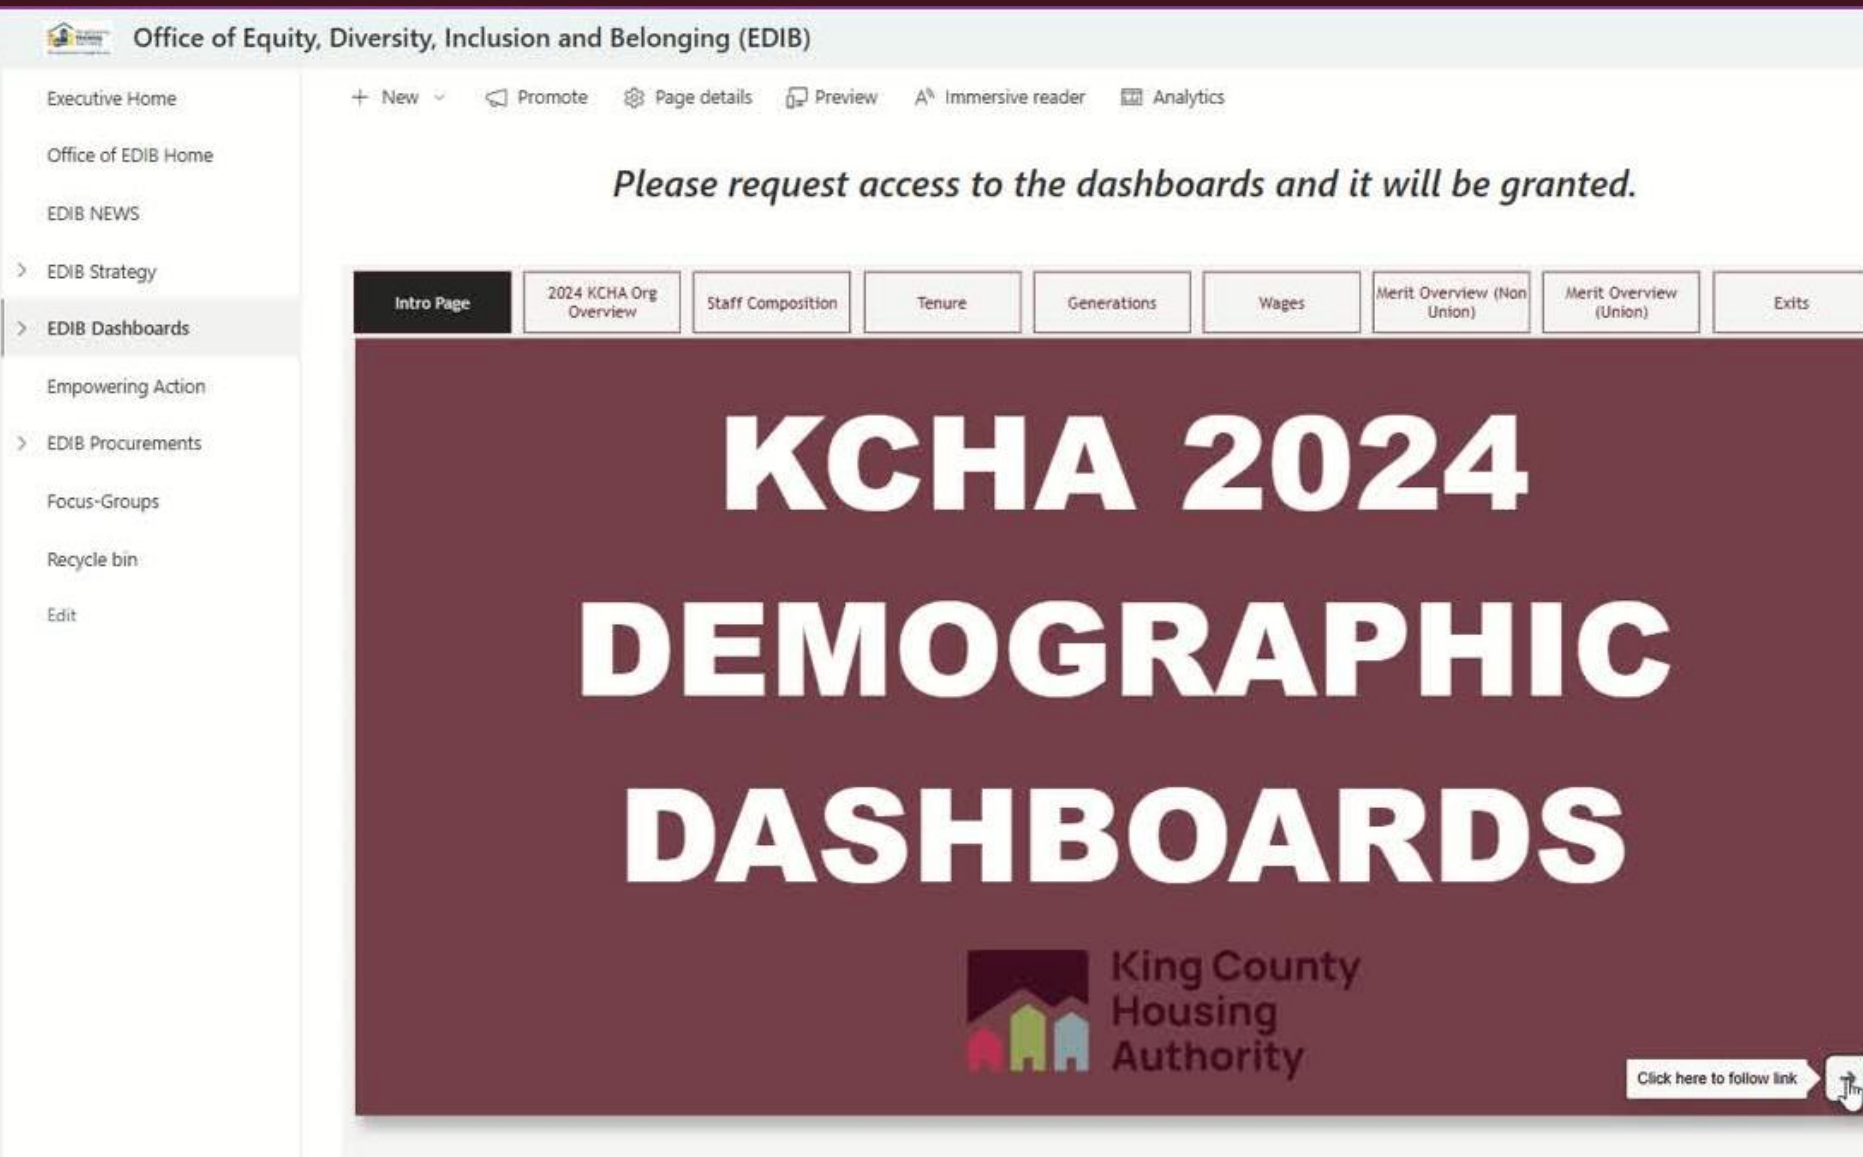 Office of Equity, Diversity, Inclusion and Belonging (EDIB)
Executive Home
Office of EDIB Home
EDIB NEWS
EDIB Strategy
EDIB Dashboards
Empowering Action
EDIB Procurements
Focus-Groups
Recycle bin
Edit
+ New
Promote
Page details
Preview
Immersive reader
Analytics
Please request access to the dashboards and it will be granted.
Intro Page
2024 KCHA Org
Overview
Staff Composition
Tenure
Generations
Wages
Merit Overview (Non
Union)
Merit Overview
(Union)
Exits
KCHA 2024
DEMOGRAPHIC
DASHBOARDS
King County
Housing
Authority
Click here to follow link